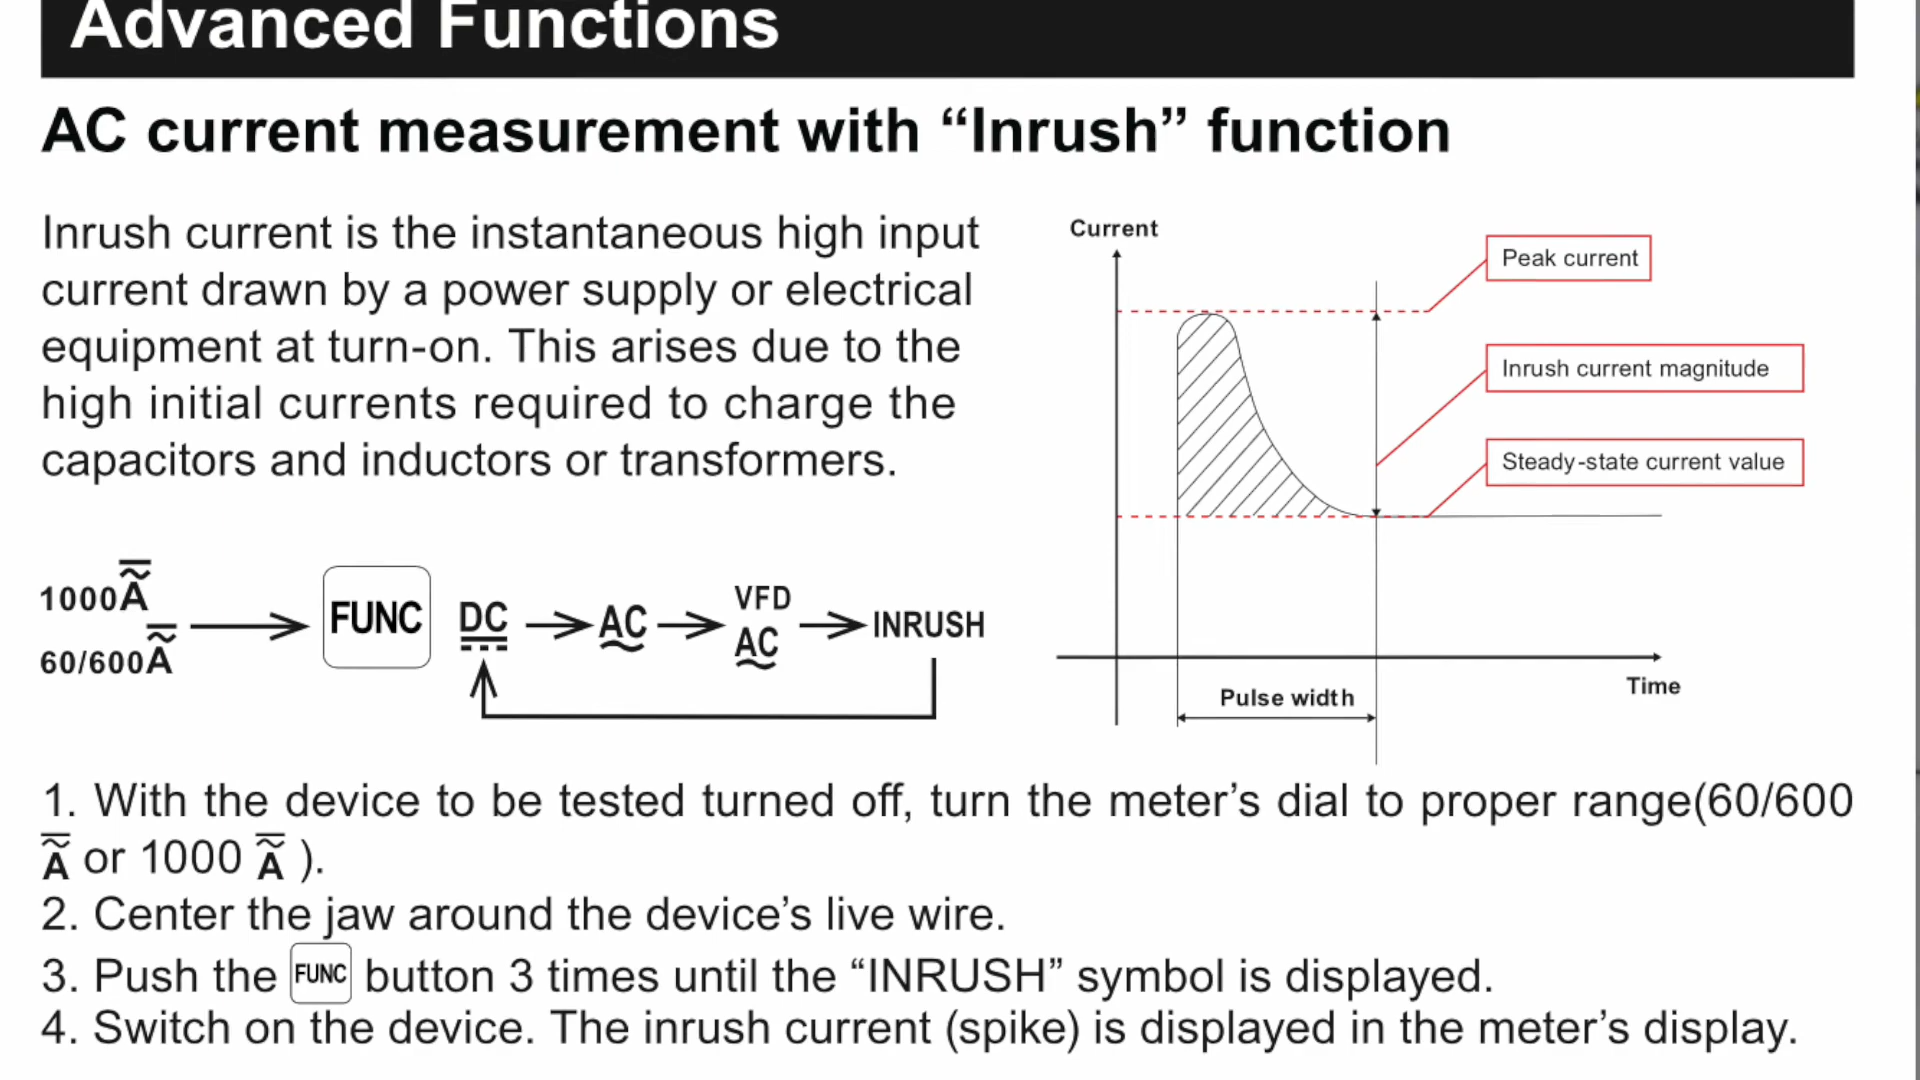 Advanced Functions
AC current measurement with “Inrush” function
Inrush current is the instantaneous high input
current drawn by a power supply or electrical
equipment at turn-on. This arises due to the
high initial currents required to charge the
capacitors and inductors or transformers.
Current
Peak current
Inrush current magnitude
Steady-state current value
Time
Pulse width
1000A
60/600A
FUNC DC AC VFD AC INRUSH
1. With the device to be tested turned off, turn the meter’s dial to proper range(60/600
A or 1000 A ).
2. Center the jaw around the device’s live wire.
3. Push the FUNC button 3 times until the “INRUSH” symbol is displayed.
4. Switch on the device. The inrush current (spike) is displayed in the meter’s display.